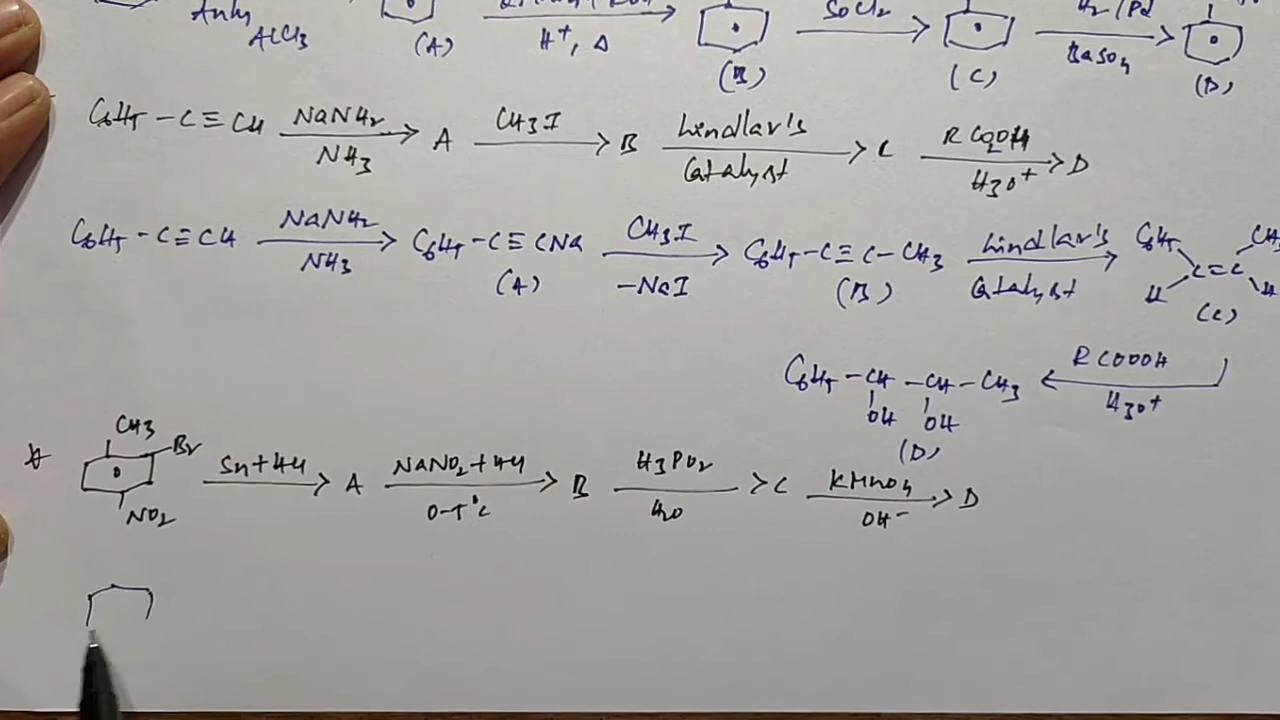 Anhy AlCl3 (A) H+, Δ (B) SOCl2 (C) H2/Pd BaSO4 (D)
C6H5 – C ≡ CH NaNH2 NH3 → A CH3I → B Lindlar's Catalyst → C RCO2OH H3O+ → D
C6H5 – C ≡ CH NaNH2 NH3 → C6H5 – C ≡ CNa (A) CH3I –NaI → C6H5 – C ≡ C – CH3 (B) Lindlar's Catalyst → C6H5 CH3 C=C H H (C)
RCOOOH H3O+ C6H5 – CH – CH – CH3 OH OH (D)
CH3 Br NO2 Sn + HCl → A NaNO2 + HCl 0-5°C → B H3PO2 H2O → C KMnO4 OH- → D